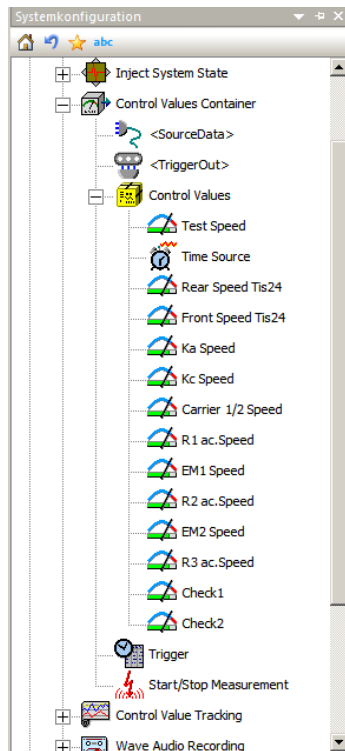 Systemkonfiguration
abc
Inject System State
Control Values Container
<SourceData>
<TriggerOut>
Control Values
Test Speed
Time Source
Rear Speed Tis24
Front Speed Tis24
Ka Speed
Kc Speed
Carrier 1/2 Speed
R1 ac.Speed
EM1 Speed
R2 ac.Speed
EM2 Speed
R3 ac.Speed
Check1
Check2
Trigger
Start/Stop Measurement
Control Value Tracking
Wave Audio Recording